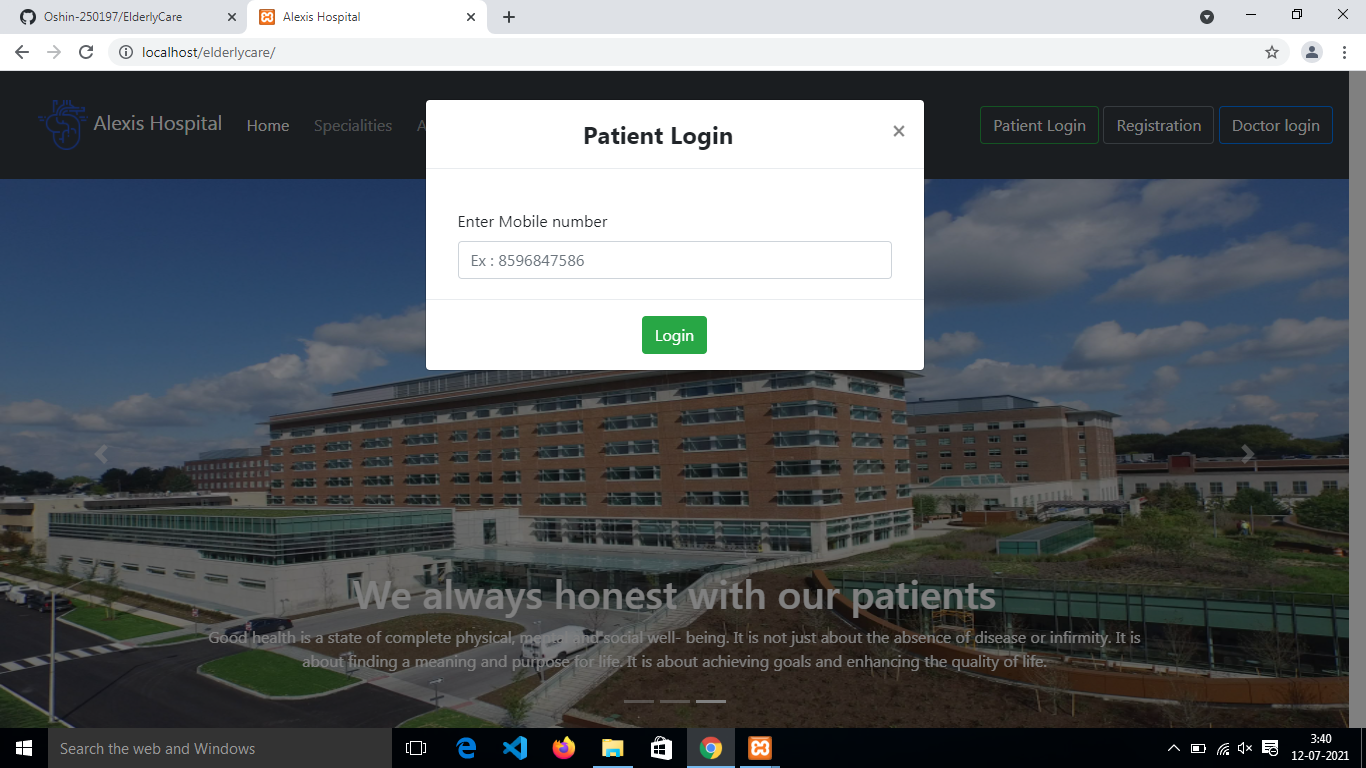 Oshin-250197/ElderlyCare
Alexis Hospital
localhost/elderlycare/
Alexis Hospital
Home
Specialities
A
Patient Login
Registration
Doctor login
Patient Login
×
Enter Mobile number
Ex : 8596847586
Login
We always honest with our patients
Good health is a state of complete physical, mental and social well- being. It is not just about the absence of disease or infirmity. It is
about finding a meaning and purpose for life. It is about achieving goals and enhancing the quality of life.
Search the web and Windows
3:40
12-07-2021